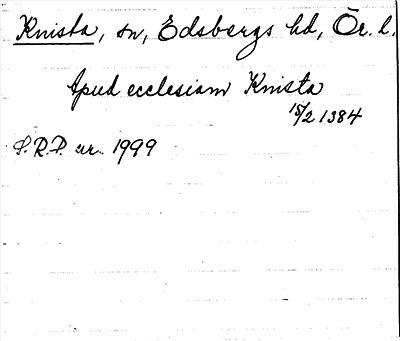 Knista, sn, Edsbergs hd, Ör. l.
Apud ecclesiam Knista
15/2 1384
S.R.P. nr. 1999